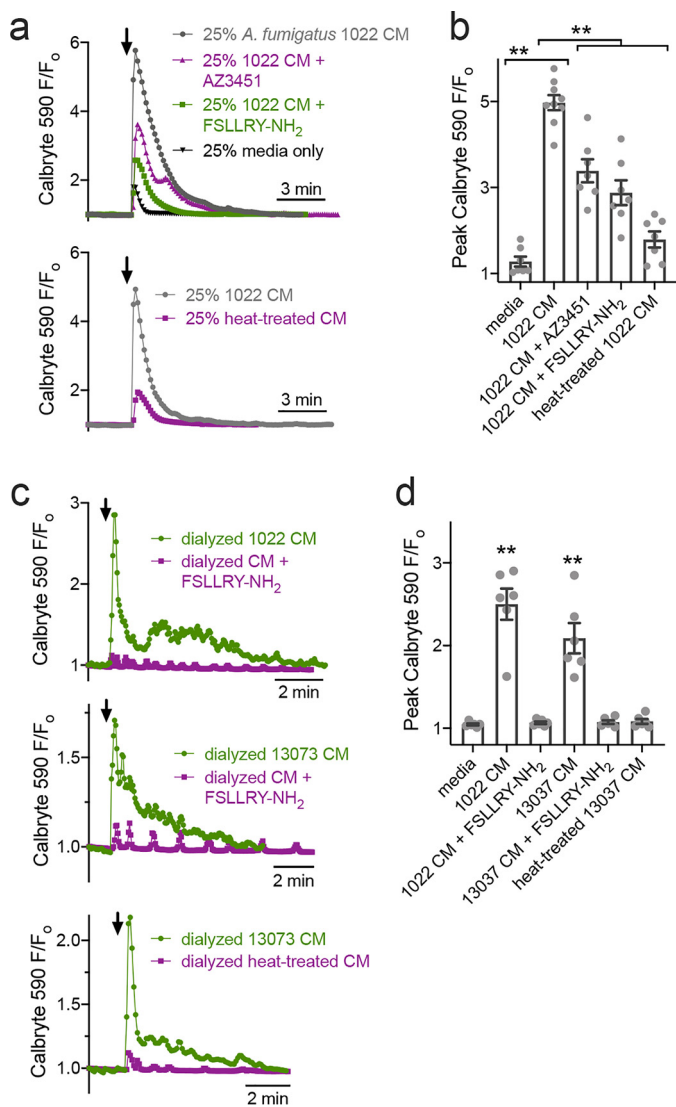 a
Calbryte 590 F/Fo
6
4
2
25% A. fumigatus 1022 CM
25% 1022 CM +
AZ3451
25% 1022 CM +
FSLLRY-NH2
25% media only
3 min
Calbryte 590 F/Fo
6
4
2
25% 1022 CM
25% heat-treated CM
3 min
b
Peak Calbryte 590 F/Fo
5
3
1
**
**
media
1022 CM
1022 CM + AZ3451
1022 CM + FSLLRY-NH2
heat-treated 1022 CM
c
Calbryte 590 F/Fo
3
2
1
dialyzed 1022 CM
dialyzed CM +
FSLLRY-NH2
2 min
Calbryte 590 F/Fo
1.5
1.0
dialyzed 13073 CM
dialyzed CM +
FSLLRY-NH2
2 min
Calbryte 590 F/Fo
2.0
1.5
1.0
dialyzed 13073 CM
dialyzed heat-treated CM
2 min
d
Peak Calbryte 590 F/Fo
3
2
1
**
**
media
1022 CM
1022 CM + FSLLRY-NH2
13037 CM
13037 CM + FSLLRY-NH2
heat-treated 13037 CM